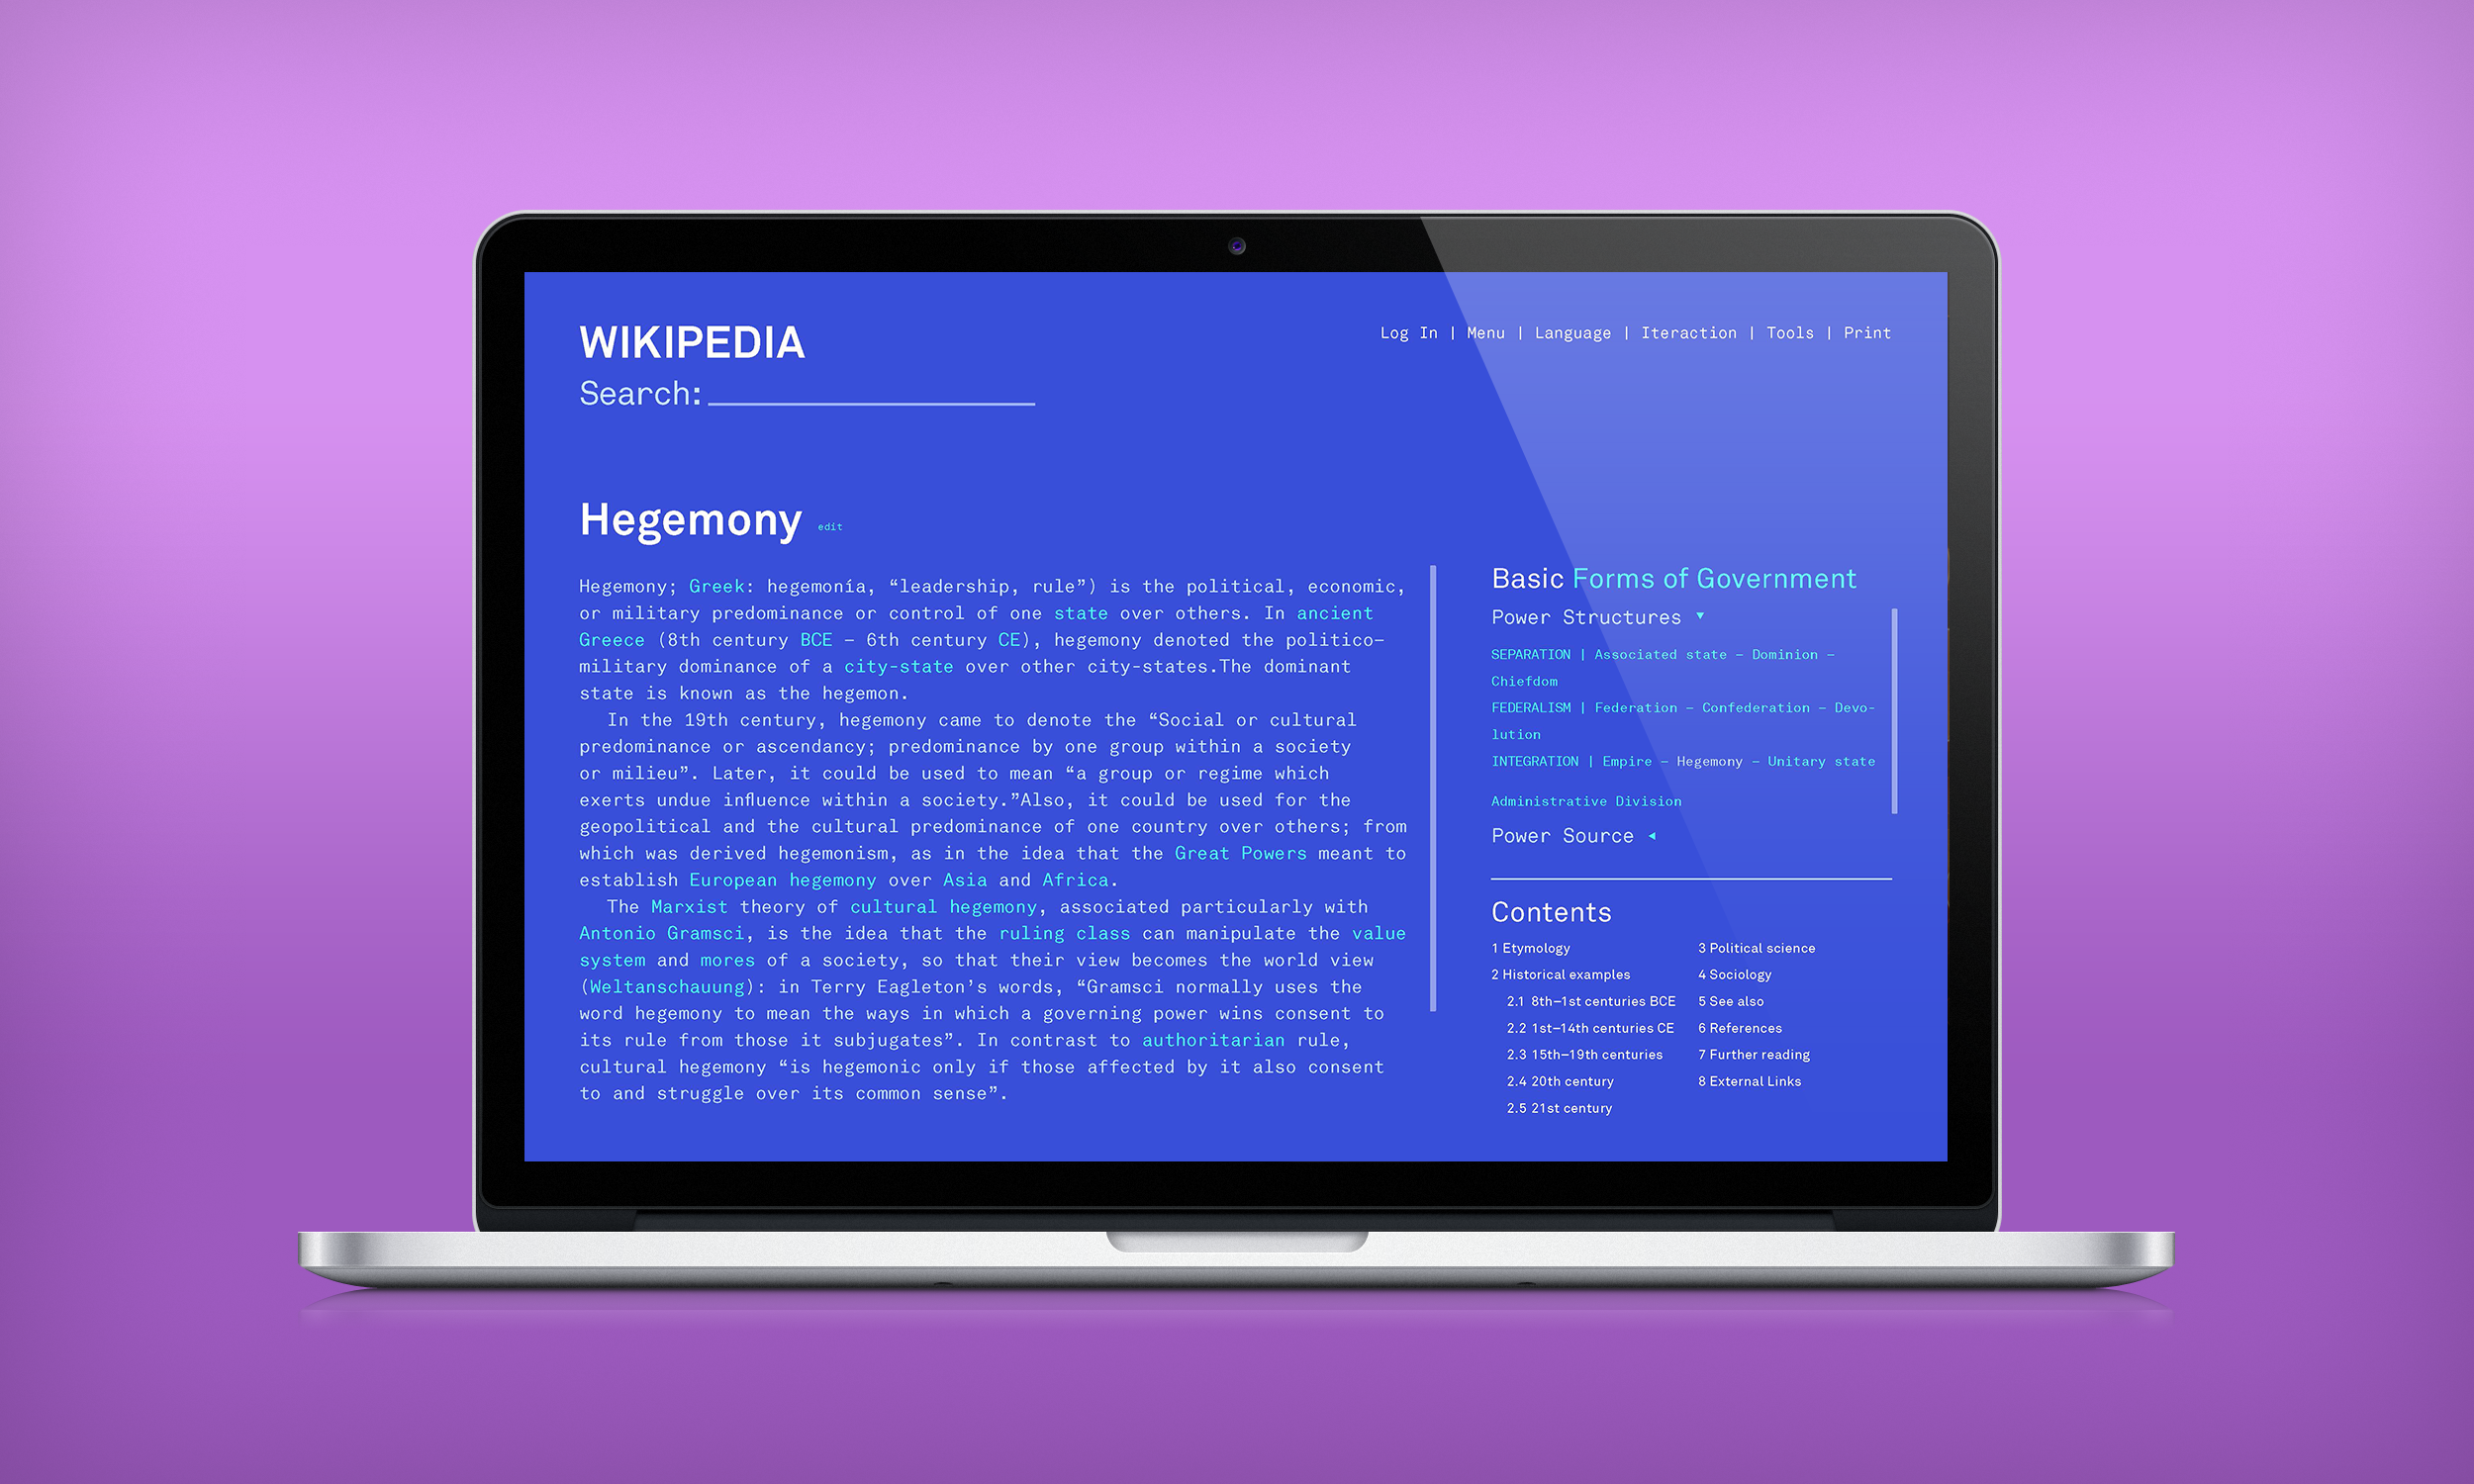 WIKIPEDIA
Log In | Menu | Language | Iteraction | Tools | Print
Search:
Hegemony edit
Hegemony; Greek: hegemonía, “leadership, rule”) is the political, economic,
or military predominance or control of one state over others. In ancient
Greece (8th century BCE – 6th century CE), hegemony denoted the politico–
military dominance of a city-state over other city-states.The dominant
state is known as the hegemon.
In the 19th century, hegemony came to denote the “Social or cultural
predominance or ascendancy; predominance by one group within a society
or milieu”. Later, it could be used to mean “a group or regime which
exerts undue influence within a society.”Also, it could be used for the
geopolitical and the cultural predominance of one country over others; from
which was derived hegemonism, as in the idea that the Great Powers meant to
establish European hegemony over Asia and Africa.
The Marxist theory of cultural hegemony, associated particularly with
Antonio Gramsci, is the idea that the ruling class can manipulate the value
system and mores of a society, so that their view becomes the world view
(Weltanschauung): in Terry Eagleton’s words, “Gramsci normally uses the
word hegemony to mean the ways in which a governing power wins consent to
its rule from those it subjugates”. In contrast to authoritarian rule,
cultural hegemony “is hegemonic only if those affected by it also consent
to and struggle over its common sense”.
Basic Forms of Government
Power Structures
SEPARATION | Associated state – Dominion –
Chiefdom
FEDERALISM | Federation – Confederation – Devo-
lution
INTEGRATION | Empire – Hegemony – Unitary state
Administrative Division
Power Source
Contents
1 Etymology
2 Historical examples
2.1 8th–1st centuries BCE
2.2 1st–14th centuries CE
2.3 15th–19th centuries
2.4 20th century
2.5 21st century
3 Political science
4 Sociology
5 See also
6 References
7 Further reading
8 External Links